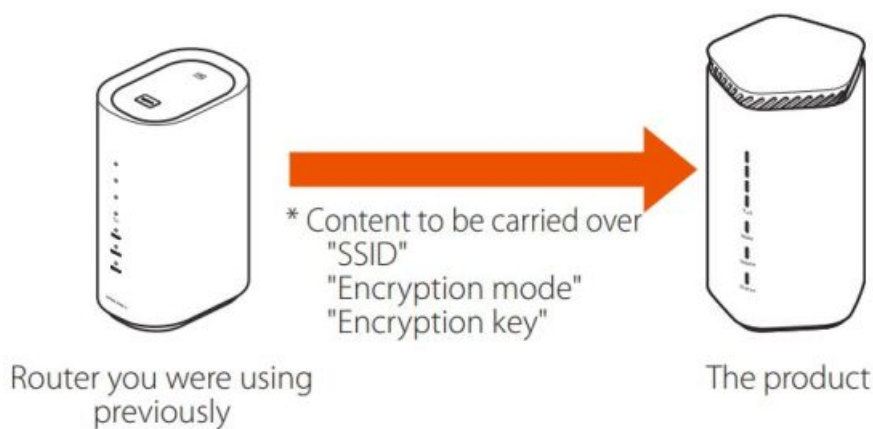 * Content to be carried over
"SSID"
"Encryption mode"
"Encryption key"
Router you were using
previously
The product